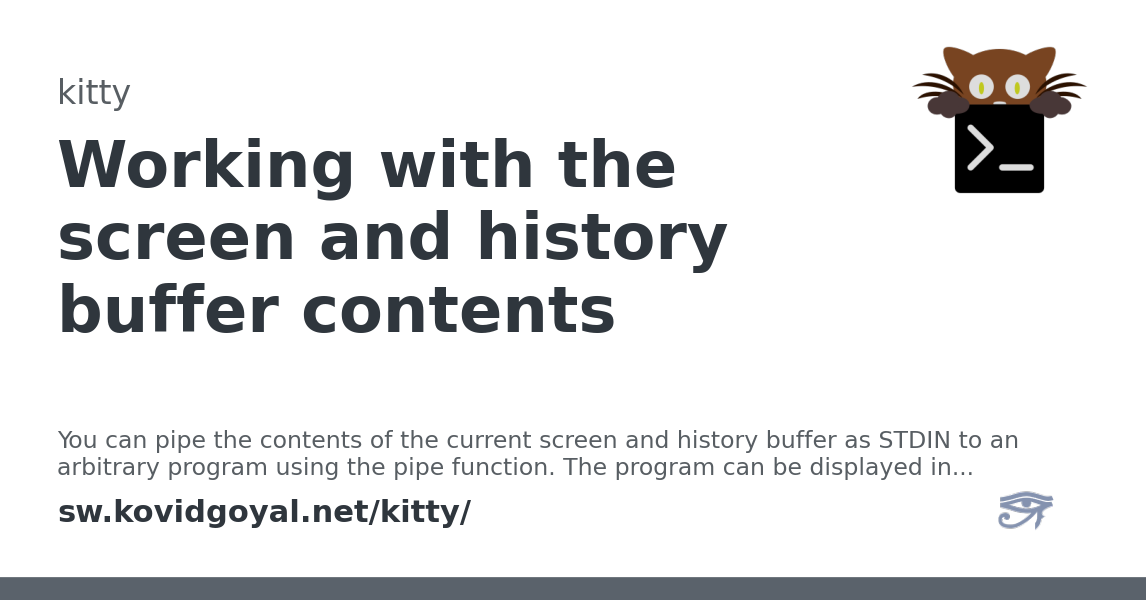 kitty
Working with the
screen and history
buffer contents
You can pipe the contents of the current screen and history buffer as STDIN to an
arbitrary program using the pipe function. The program can be displayed in...
sw.kovidgoyal.net/kitty/